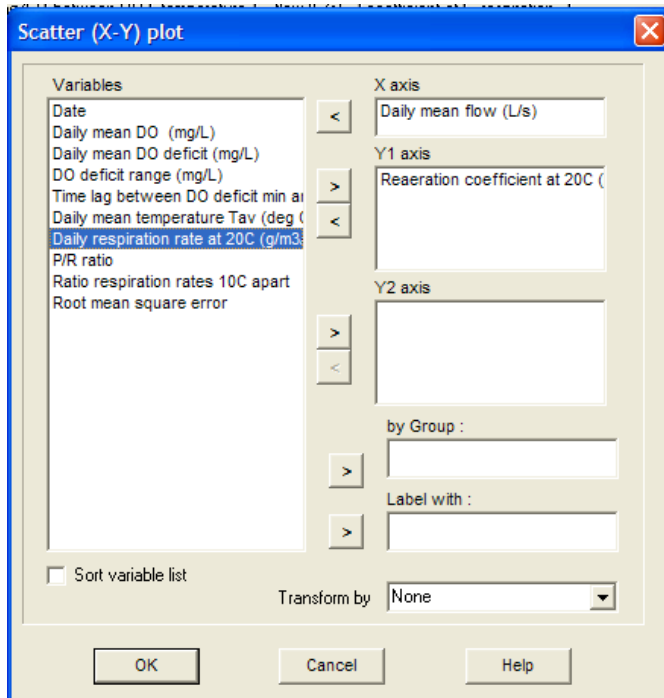 Scatter (X-Y) plot
Variables
Date
Daily mean DO (mg/L)
Daily mean DO deficit (mg/L)
DO deficit range (mg/L)
Time lag between DO deficit min ar
Daily mean temperature Tav (deg C
Daily respiration rate at 20C (g/m3
P/R ratio
Ratio respiration rates 10C apart
Root mean square error
Sort variable list
X axis
<
Daily mean flow (L/s)
Y1 axis
>
<
Reaeration coefficient at 20C (
Y2 axis
>
<
by Group :
>
Label with :
>
Transform by None
OK Cancel Help